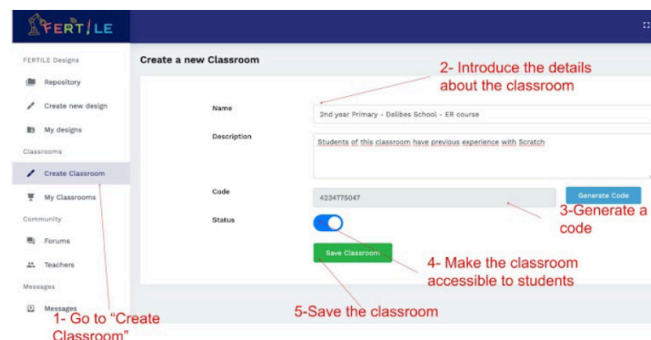 FERT!LE
FERTILE Designs
Repository
Create new design
My designs
Classrooms
Create Classroom
My Classrooms
Community
Forums
Teachers
Messages
Messages
1- Go to “Create
Classroom”
Create a new Classroom
2- Introduce the details
about the classroom
Name
2nd year Primary - Delibes School - ER course
Description
Students of this classroom have previous experience with Scratch
Code
4234775047
Generate Code
3-Generate a
code
Status
Save Classroom
4- Make the classroom
accessible to students
5-Save the classroom